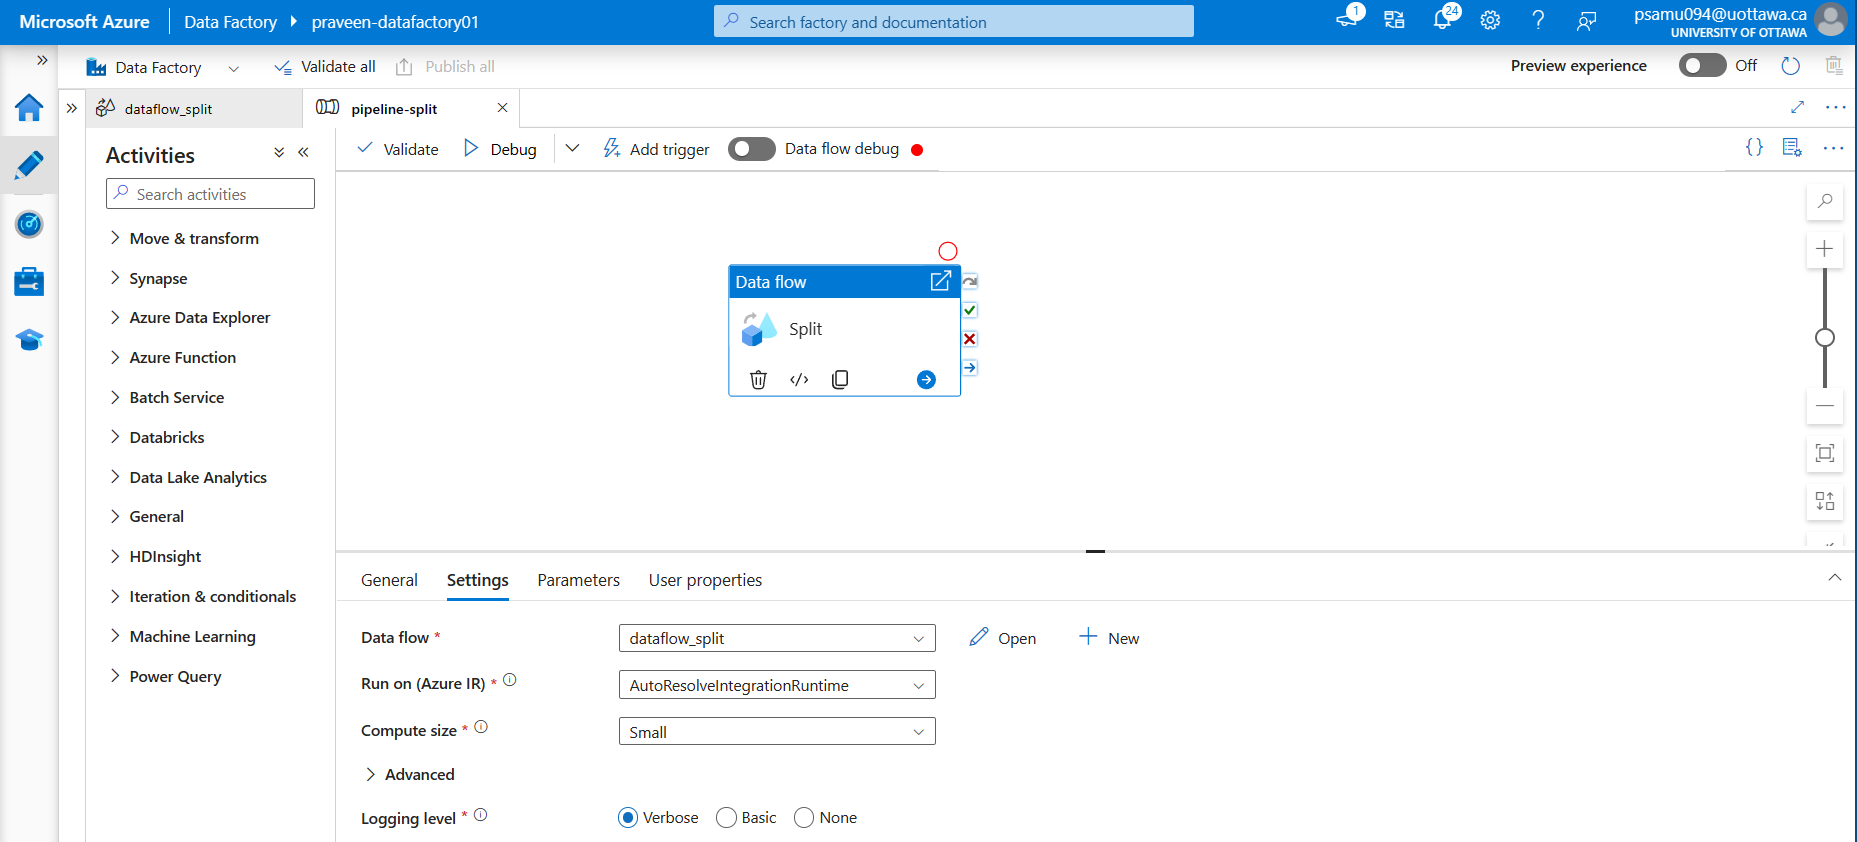 Microsoft Azure Data Factory praveen-datafactory01 Search factory and documentation 1 24 psamu094@uottawa.ca
UNIVERSITY OF OTTAWA
Data Factory Validate all Publish all Preview experience Off
dataflow_split pipeline-split
Activities Validate Debug Add trigger Data flow debug
Search activities
Move & transform
Synapse
Azure Data Explorer
Azure Function
Batch Service
Databricks
Data Lake Analytics
General
HDInsight
Iteration & conditionals
Machine Learning
Power Query
Data flow
Split
General Settings Parameters User properties
Data flow * dataflow_split Open New
Run on (Azure IR) * AutoResolveIntegrationRuntime
Compute size * Small
Advanced
Logging level * Verbose Basic None